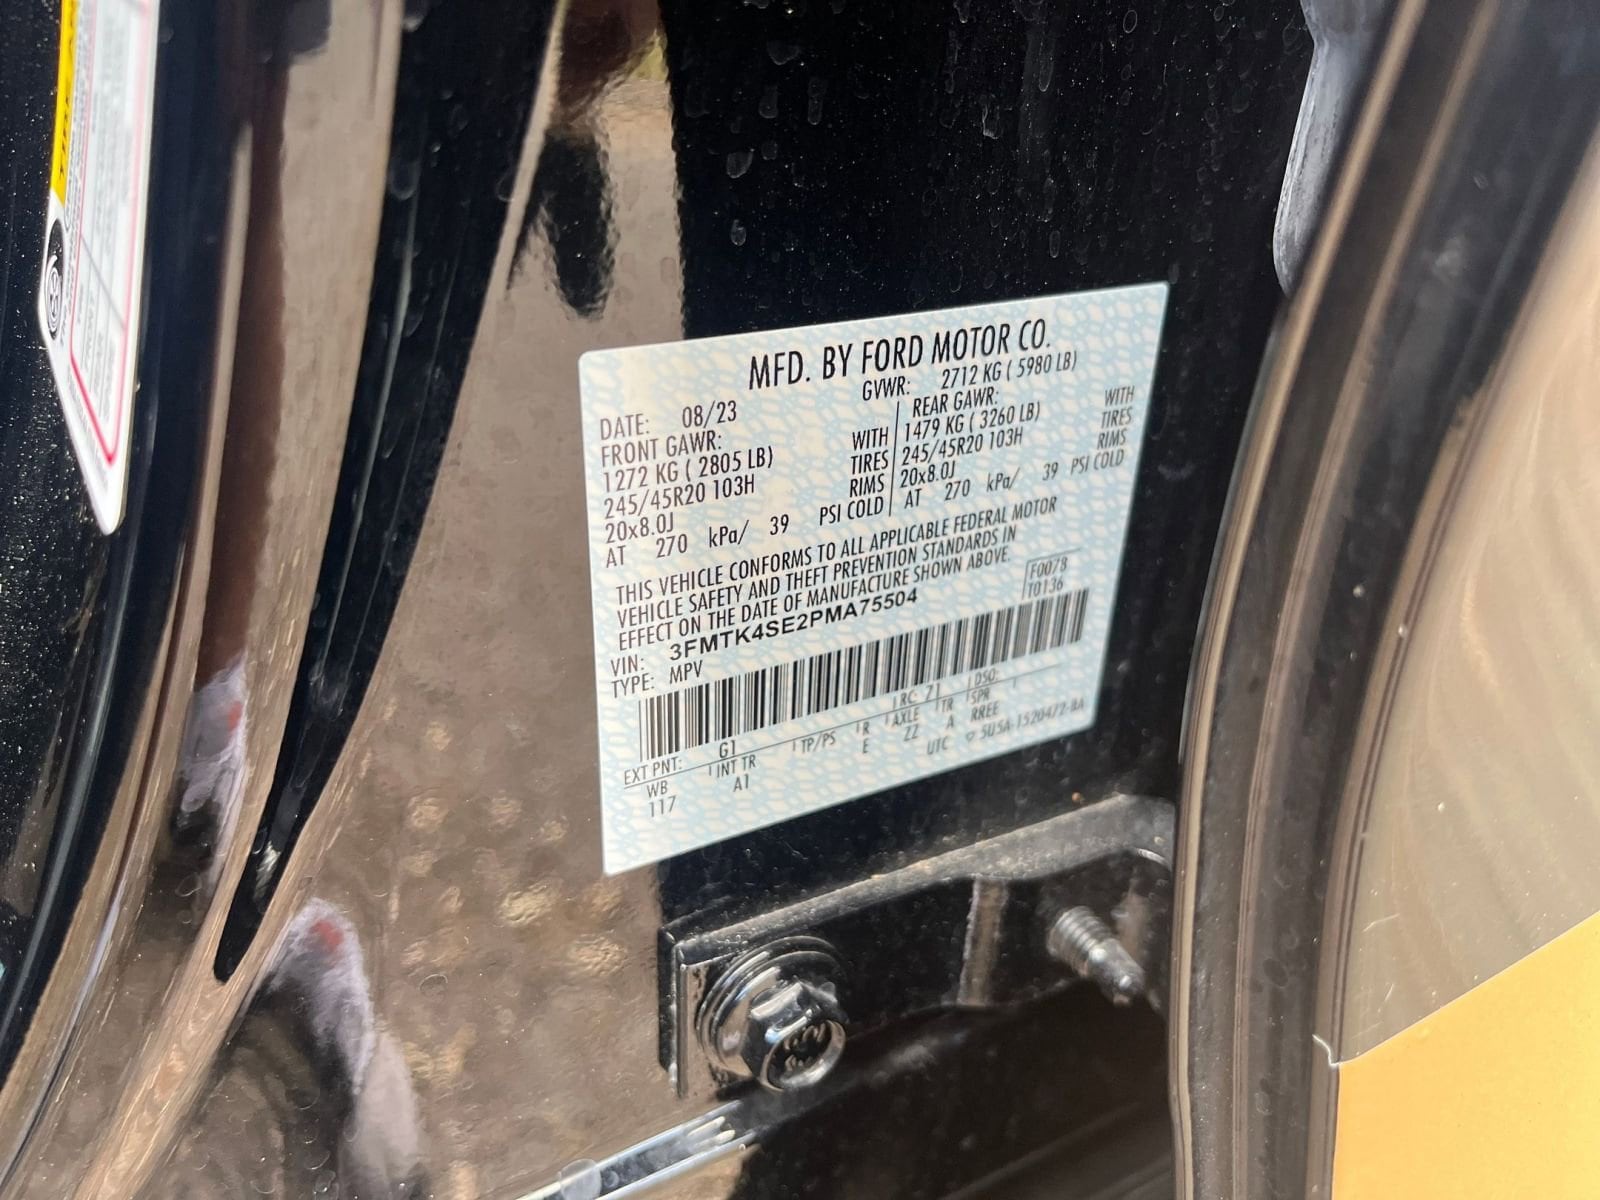 MFD. BY FORD MOTOR CO.
DATE: 08/23 GVWR: 2712 KG ( 5980 LB)
FRONT GAWR: REAR GAWR:
1272 KG ( 2805 LB) WITH 1479 KG ( 3260 LB) WITH
245/45R20 103H TIRES 245/45R20 103H TIRES
20x8.0J RIMS 20x8.0J RIMS
AT 270 kPa/ 39 PSI COLD AT 270 kPa/ 39 PSI COLD
THIS VEHICLE CONFORMS TO ALL APPLICABLE FEDERAL MOTOR
VEHICLE SAFETY AND THEFT PREVENTION STANDARDS IN
EFFECT ON THE DATE OF MANUFACTURE SHOWN ABOVE.
VIN: 3FMTK4SE2PMA75504 F0078
TYPE: MPV T0136
EXT PNT: G1 RC: 71 DSO:
WB INT TR TP/PS R AXLE TR SPR
117 A1 E ZZ A RREE
UTC 5U5A-1520472-BA